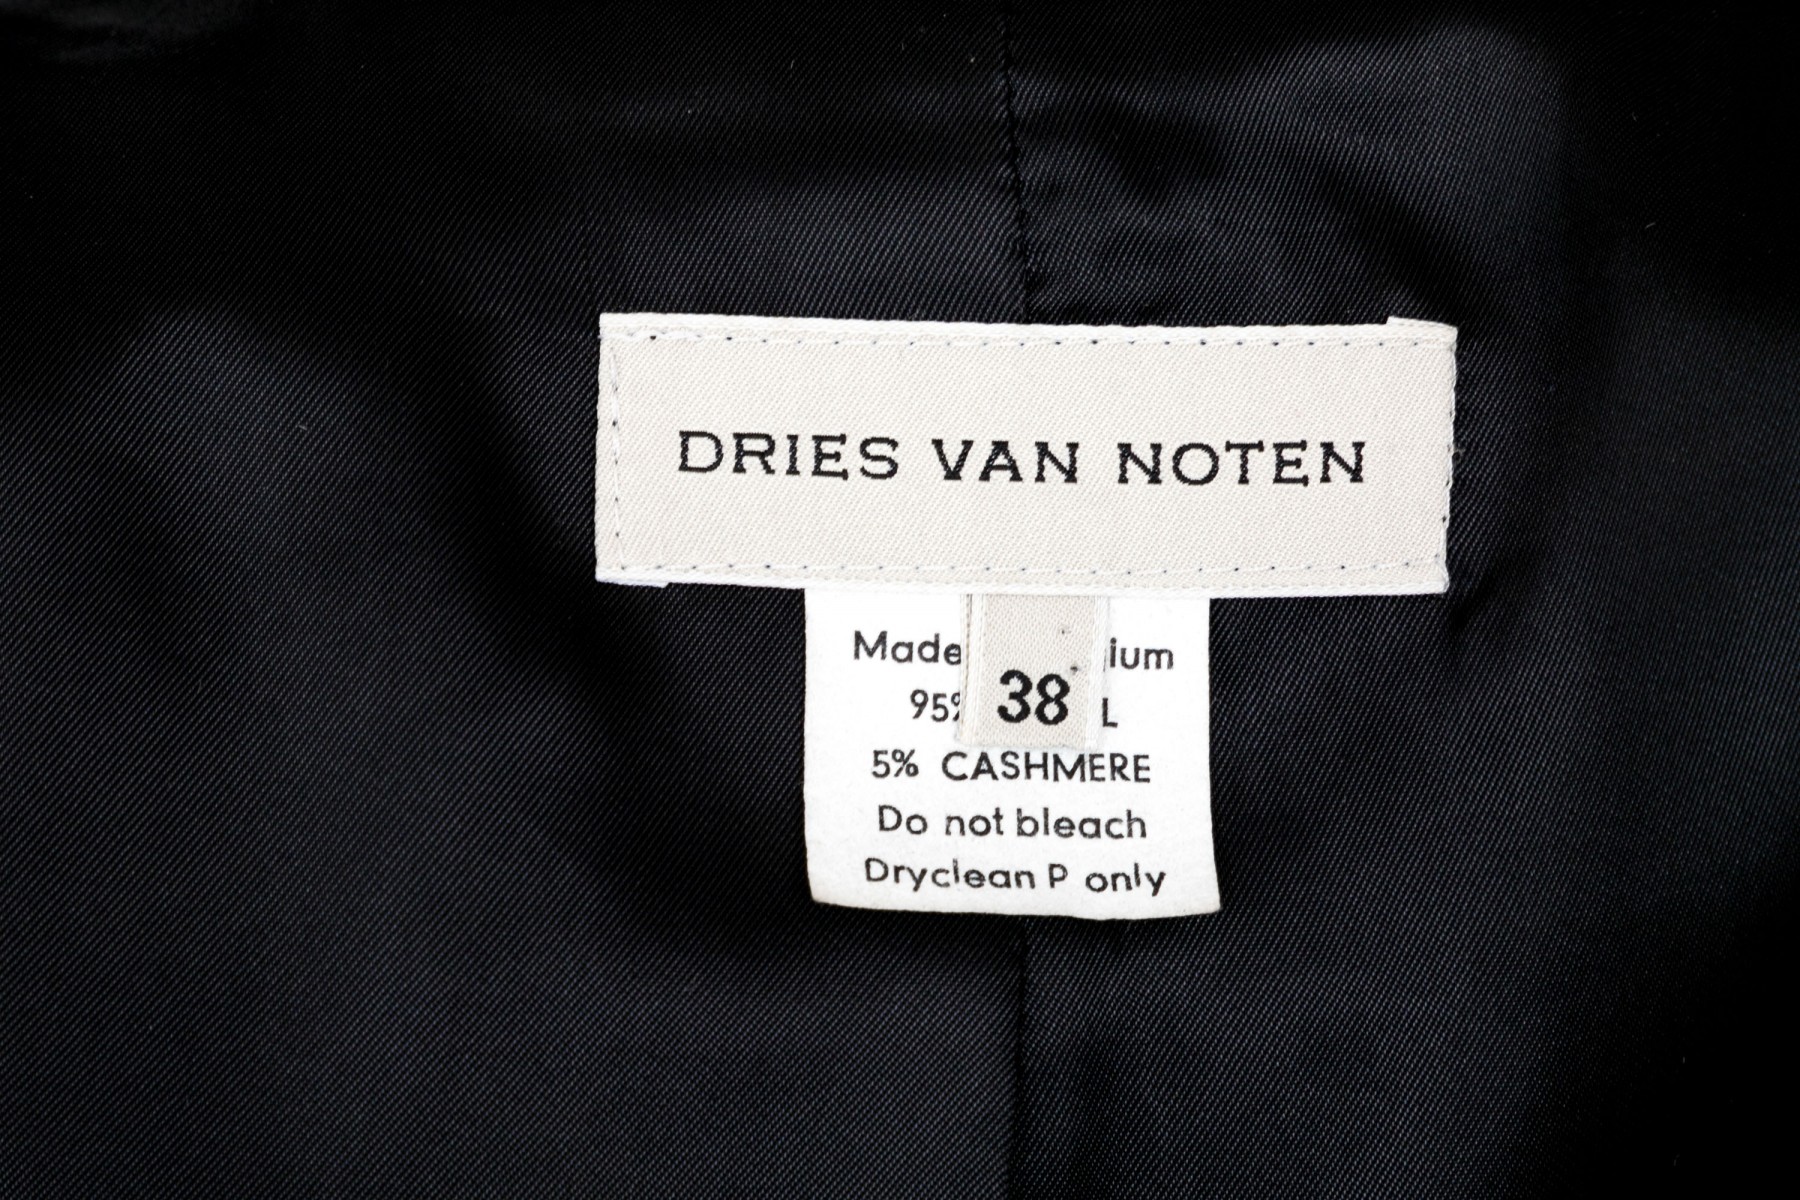 DRIES VAN NOTEN
Made
38
5% CASHMERE
Do not bleach
Dryclean P only